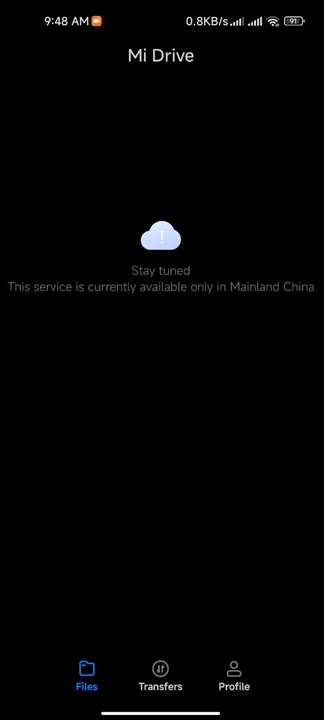 9:48 AM 0.8KB/s 91
Mi Drive
Stay tuned
This service is currently available only in Mainland China
Files Transfers Profile